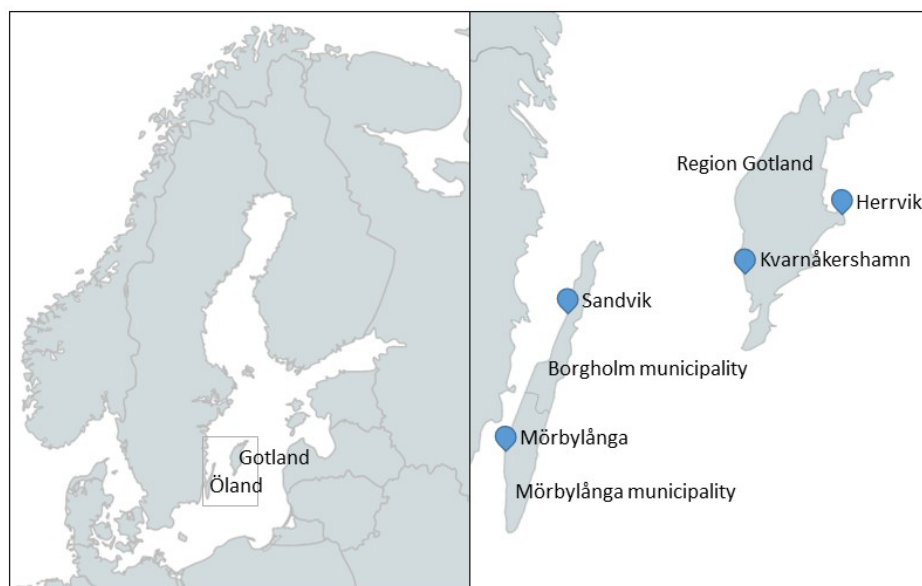 Gotland
Öland
Region Gotland
Herrvik
Kvarnåkershamn
Sandvik
Borgholm municipality
Mörbylånga
Mörbylånga municipality